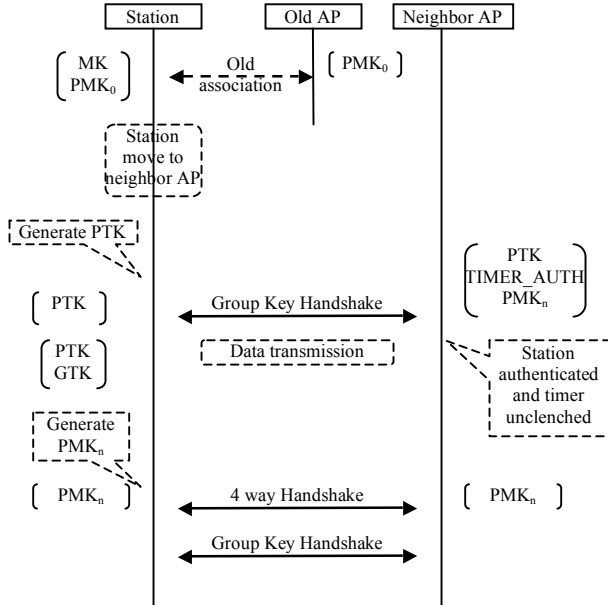 Station
Old AP
Neighbor AP
MK
PMK₀
Old
association
PMK₀
Station
move to
neighbor AP
Generate PTK
PTK
TIMER_AUTH
PMKₙ
PTK
Group Key Handshake
PTK
GTK
Data transmission
Station
authenticated
and timer
unclenched
Generate
PMKₙ
PMKₙ
4 way Handshake
PMKₙ
Group Key Handshake